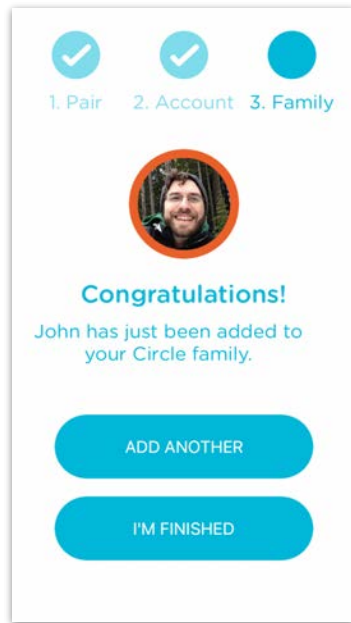 1. Pair 2. Account 3. Family
Congratulations!
John has just been added to
your Circle family.
ADD ANOTHER
I'M FINISHED